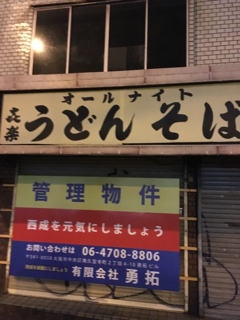 オールナイト
喜楽 うどん そば
管理物件
西成を元気にしましょう
お問い合わせは 06-4708-8806
有限会社 勇拓